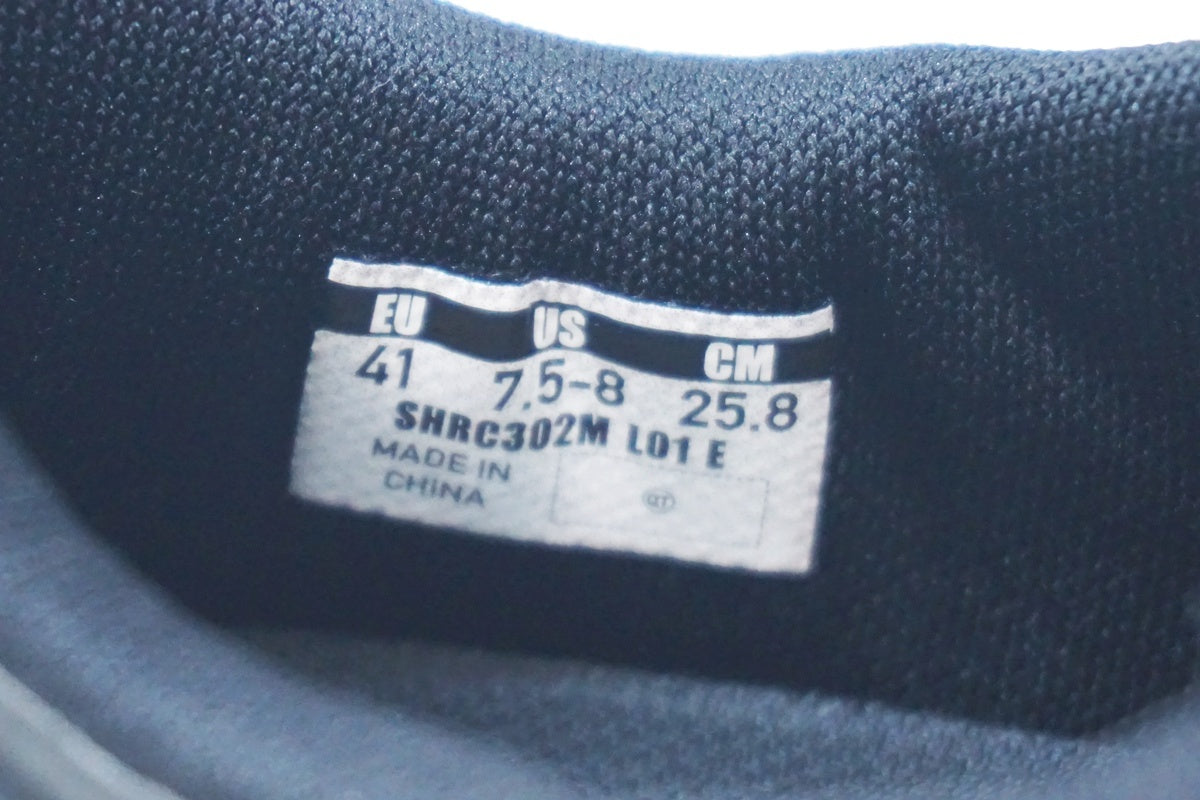 EU US CM
41 7.5-8 25.8
SHRC302M L01 E
MADE IN
CHINA